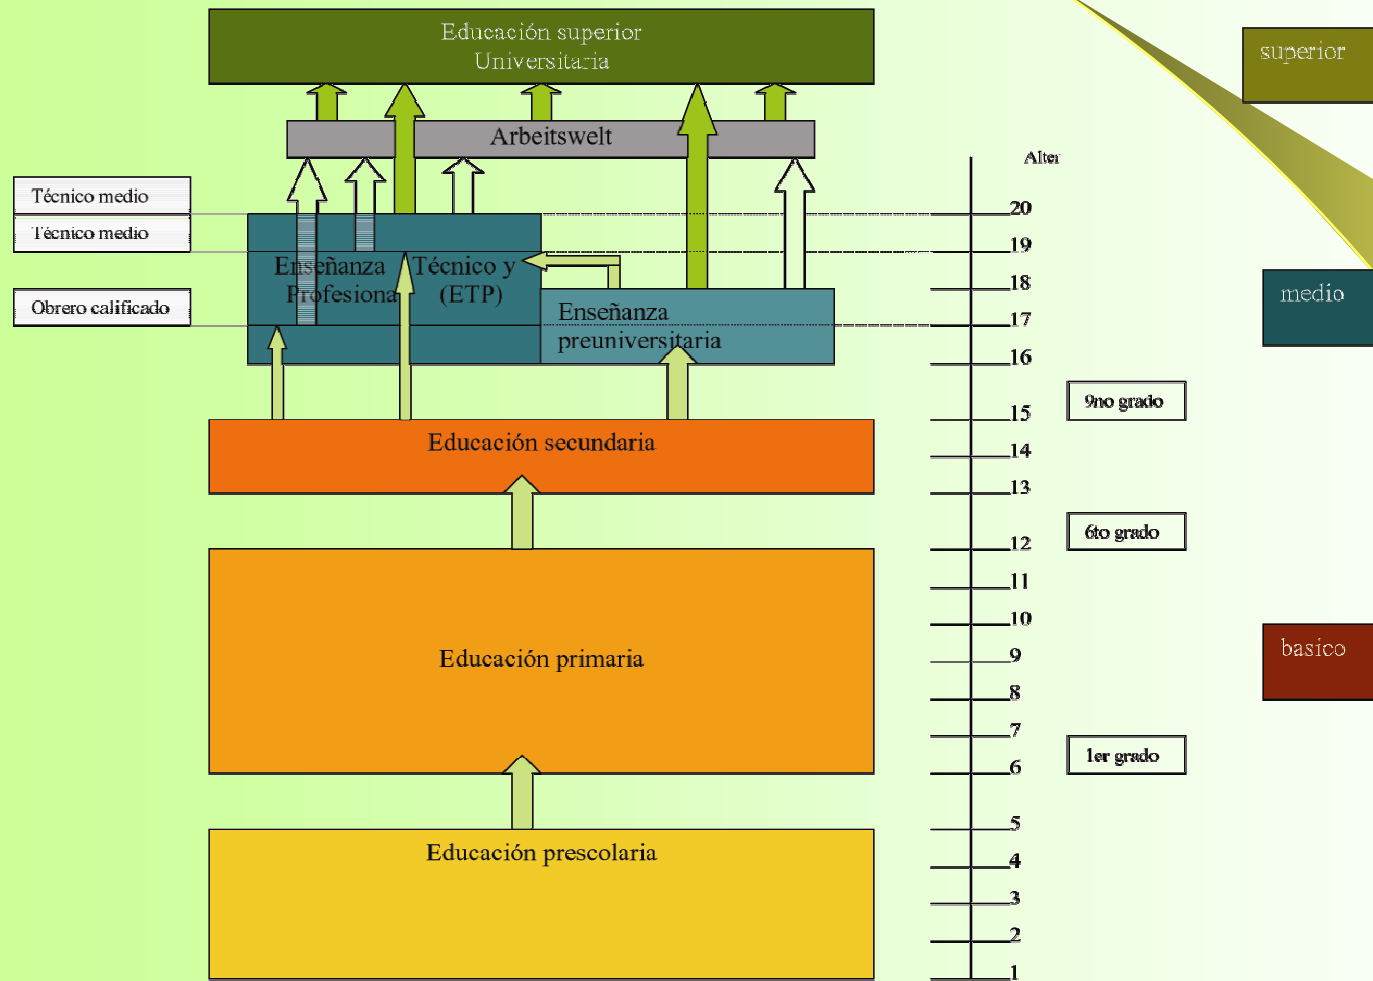 Educación superior
Universitaria
superior
Arbeitswelt
Alter
Técnico medio
Técnico medio
Obrero calificado
Enseñanza Técnico y
Profesiona (ETP)
Enseñanza
preuniversitaria
medio
20
19
18
17
16
15
14
13
12
11
10
9
8
7
6
5
4
3
2
1
9no grado
6to grado
1er grado
Educación secundaria
Educación primaria
basico
Educación prescolaria